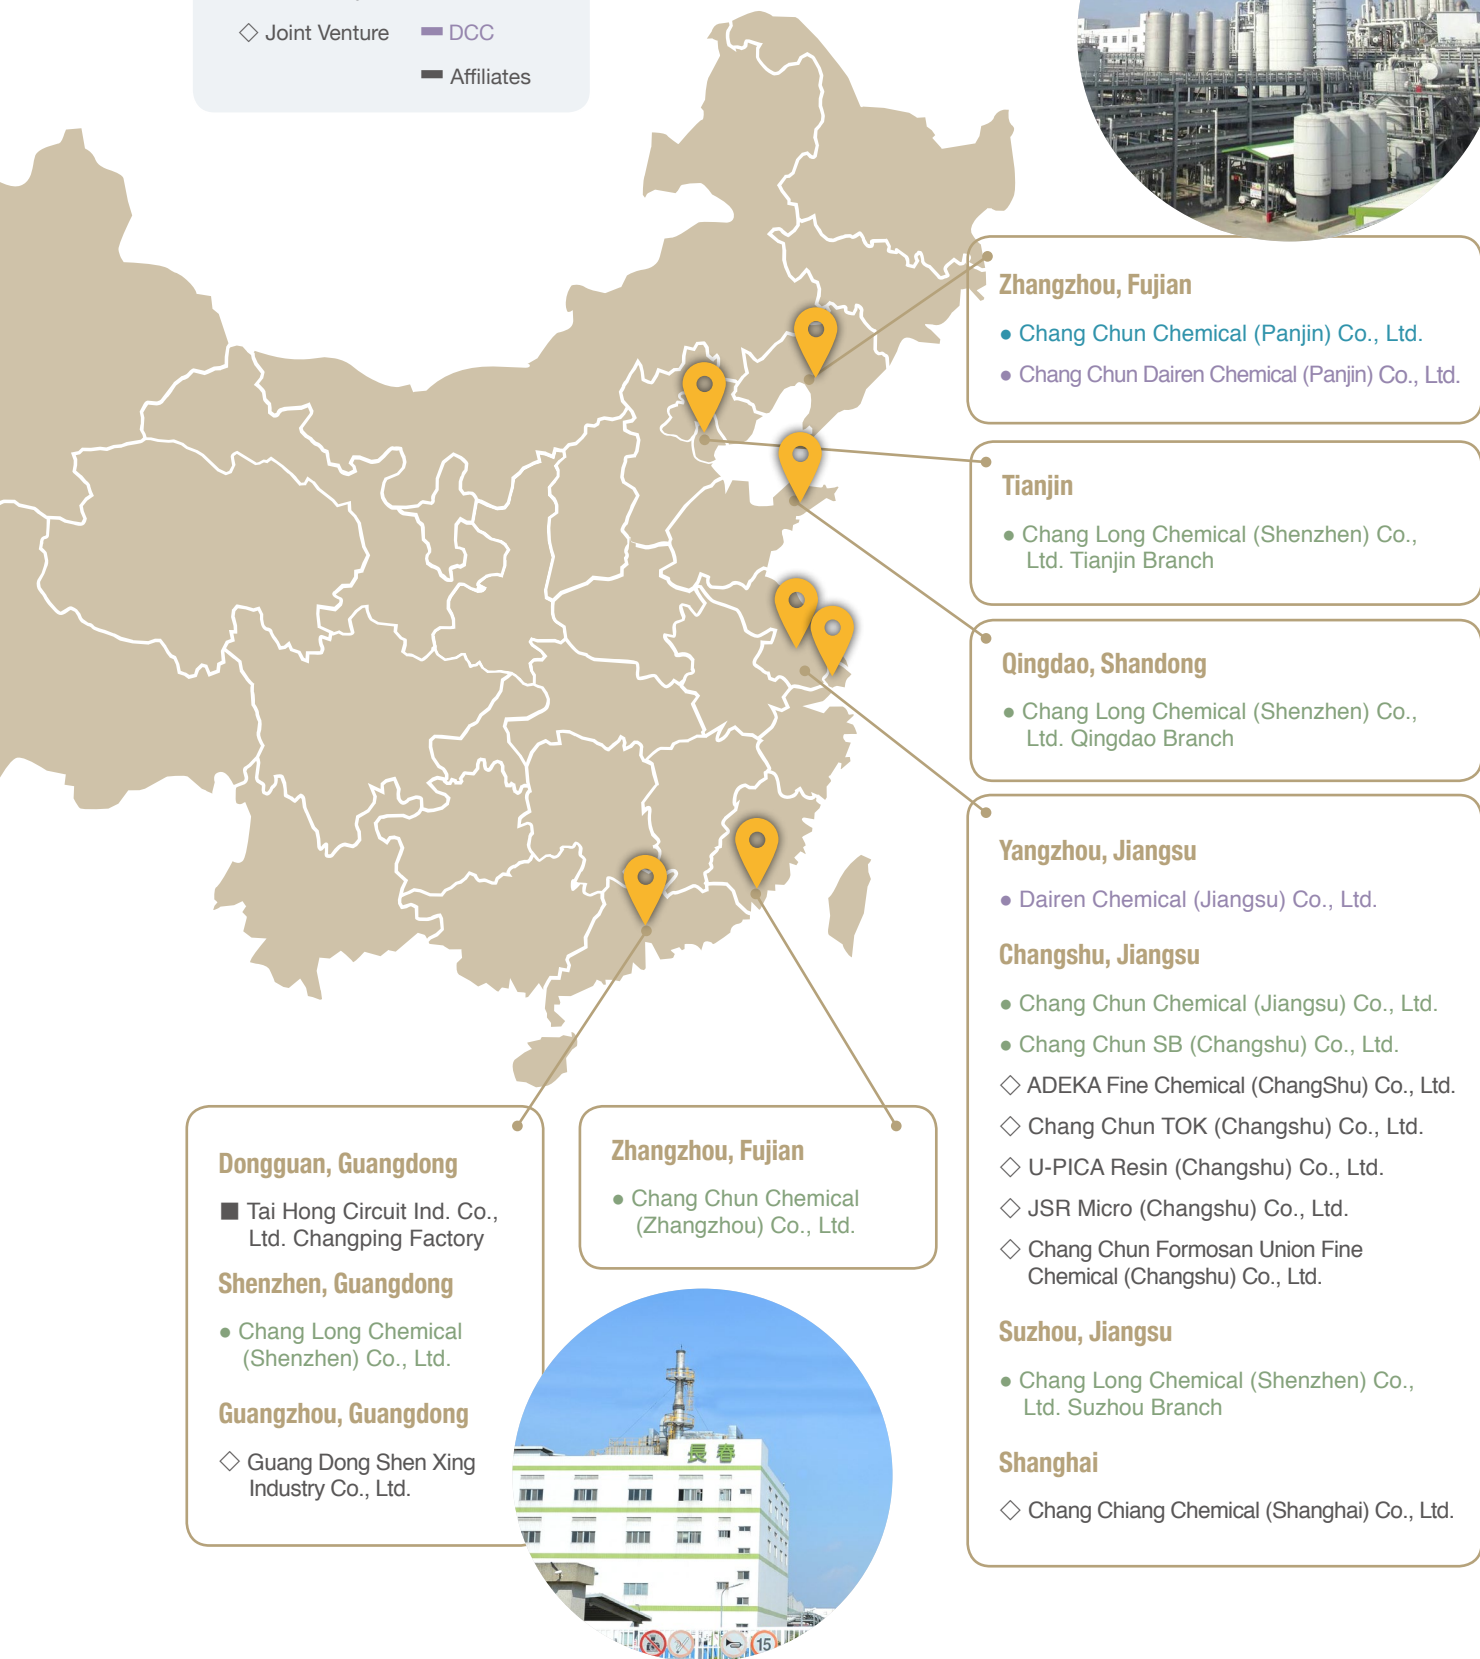 ◇ Joint Venture
DCC
Affiliates
Zhangzhou, Fujian
● Chang Chun Chemical (Panjin) Co., Ltd.
● Chang Chun Dairen Chemical (Panjin) Co., Ltd.
Tianjin
● Chang Long Chemical (Shenzhen) Co.,
Ltd. Tianjin Branch
Qingdao, Shandong
● Chang Long Chemical (Shenzhen) Co.,
Ltd. Qingdao Branch
Yangzhou, Jiangsu
● Dairen Chemical (Jiangsu) Co., Ltd.
Changshu, Jiangsu
● Chang Chun Chemical (Jiangsu) Co., Ltd.
● Chang Chun SB (Changshu) Co., Ltd.
◇ ADEKA Fine Chemical (ChangShu) Co., Ltd.
◇ Chang Chun TOK (Changshu) Co., Ltd.
◇ U-PICA Resin (Changshu) Co., Ltd.
◇ JSR Micro (Changshu) Co., Ltd.
◇ Chang Chun Formosan Union Fine
Chemical (Changshu) Co., Ltd.
Suzhou, Jiangsu
● Chang Long Chemical (Shenzhen) Co.,
Ltd. Suzhou Branch
Shanghai
◇ Chang Chiang Chemical (Shanghai) Co., Ltd.
Dongguan, Guangdong
■ Tai Hong Circuit Ind. Co.,
Ltd. Changping Factory
Shenzhen, Guangdong
● Chang Long Chemical
(Shenzhen) Co., Ltd.
Guangzhou, Guangdong
◇ Guang Dong Shen Xing
Industry Co., Ltd.
Zhangzhou, Fujian
● Chang Chun Chemical
(Zhangzhou) Co., Ltd.
長春
15